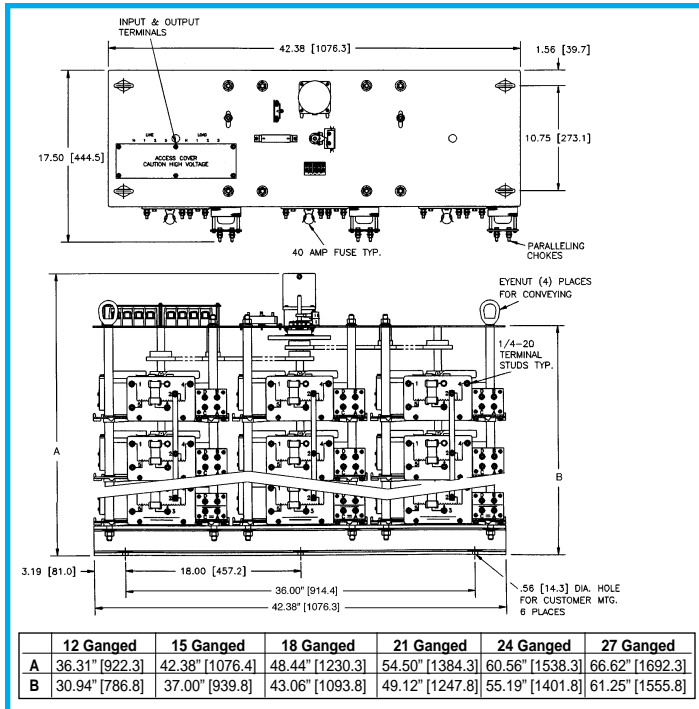 INPUT & OUTPUT
TERMINALS
42.38 [1076.3]
1.56 [39.7]
17.50 [444.5]
10.75 [273.1]
LINE LOAD
N 1 2 3 N 1 2 3
ACCESS COVER
CAUTION HIGH VOLTAGE
40 AMP FUSE TYP.
PARALLELING
CHOKES
EYENUT (4) PLACES
FOR CONVEYING
1/4-20
TERMINAL
STUDS TYP.
A
B
3.19 [81.0]
18.00 [457.2]
36.00" [914.4]
42.38" [1076.3]
.56 [14.3] DIA. HOLE
FOR CUSTOMER MTG.
6 PLACES
12 Ganged 15 Ganged 18 Ganged 21 Ganged 24 Ganged 27 Ganged
A 36.31" [922.3] 42.38" [1076.4] 48.44" [1230.3] 54.50" [1384.3] 60.56" [1538.3] 66.62" [1692.3]
B 30.94" [786.8] 37.00" [939.8] 43.06" [1093.8] 49.12" [1247.8] 55.19" [1401.8] 61.25" [1555.8]